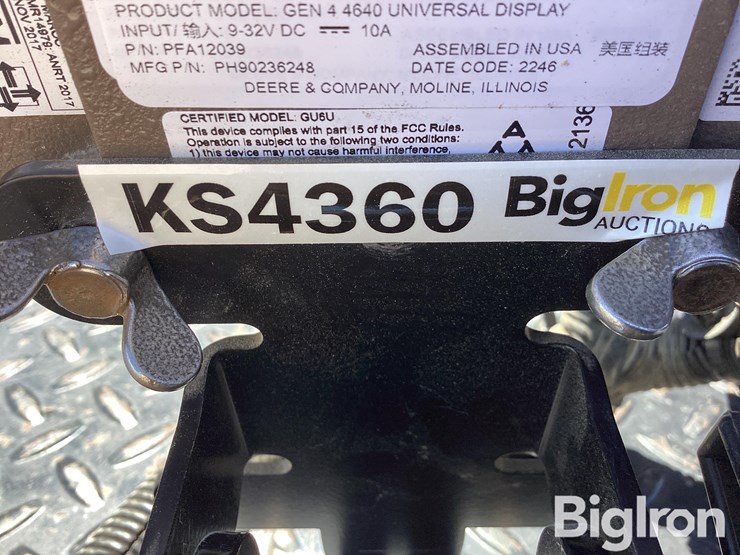 PRODUCT MODEL: GEN 4 4640 UNIVERSAL DISPLAY
INPUT/ 输入: 9-32V DC 10A
P/N: PFA12039 ASSEMBLED IN USA 美国组装
MFG P/N: PH90236248 DATE CODE: 2246
DEERE & COMPANY, MOLINE, ILLINOIS
NOV 2017
ANRT 2017
CERTIFIED MODEL: GU6U
This device complies with part 15 of the FCC Rules.
Operation is subject to the following two conditions:
1) this device may not cause harmful interference,
2136
KS4360 BigIron
AUCTIONS
BigIron